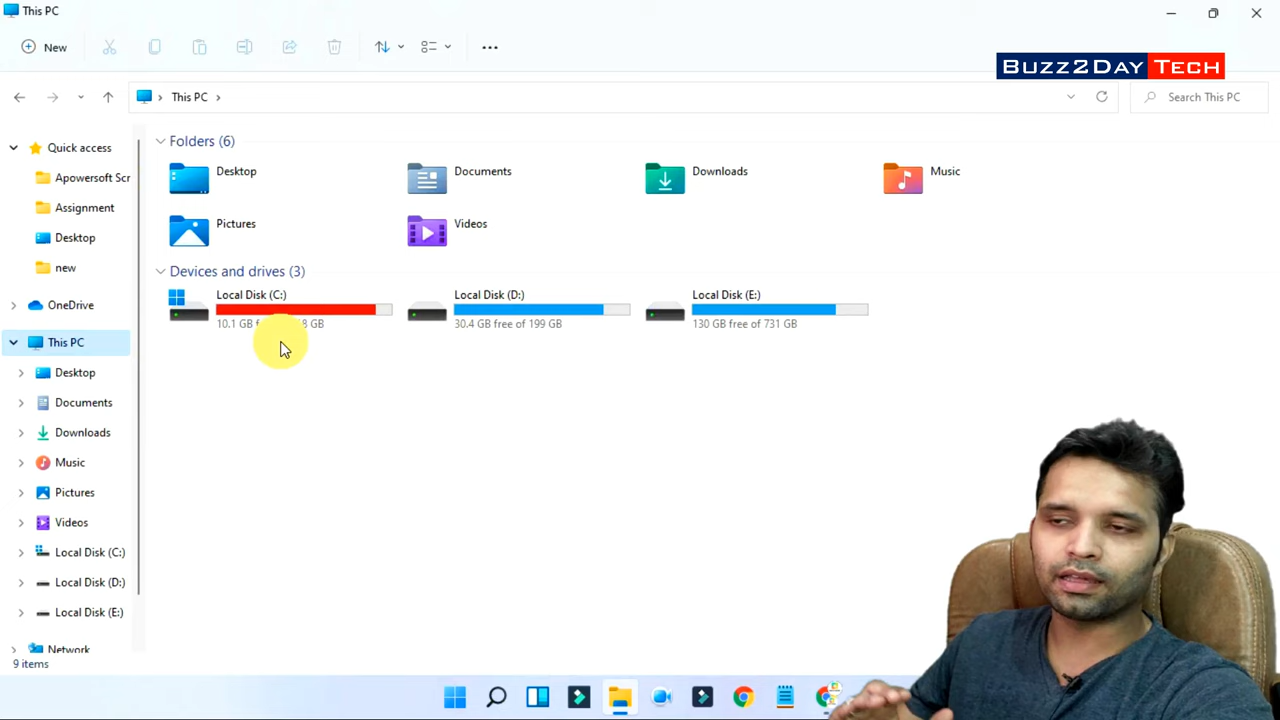 This PC
New
BUZZ2DAY TECH
This PC
Search This PC
Quick access
Apowersoft Scr
Assignment
Desktop
new
OneDrive
This PC
Desktop
Documents
Downloads
Music
Pictures
Videos
Local Disk (C:)
Local Disk (D:)
Local Disk (E:)
Network
9 items
Folders (6)
Desktop
Documents
Downloads
Music
Pictures
Videos
Devices and drives (3)
Local Disk (C:)
10.1 GB
GB
Local Disk (D:)
30.4 GB free of 199 GB
Local Disk (E:)
130 GB free of 731 GB